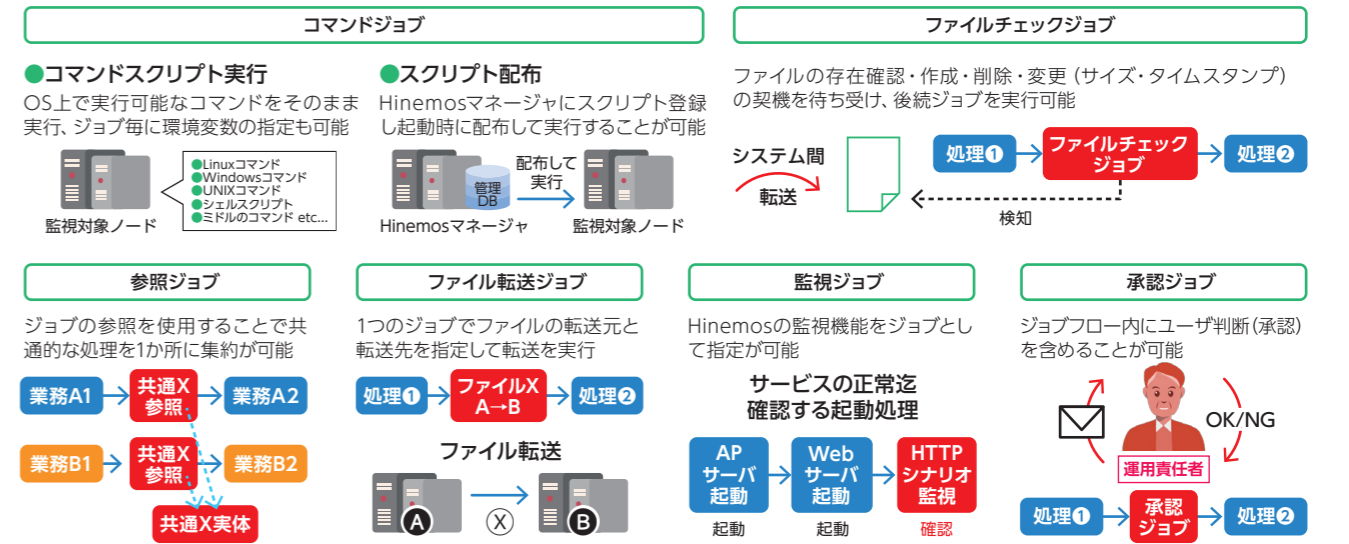 コマンドジョブ
●コマンドスクリプト実行
OS上で実行可能なコマンドをそのまま
実行、ジョブ毎に環境変数の指定も可能
●Linuxコマンド
●Windowsコマンド
●UNIXコマンド
●シェルスクリプト
●ミドルのコマンド etc...
監視対象ノード
●スクリプト配布
Hinemosマネージャにスクリプト登録
し起動時に配布して実行することが可能
管理
DB
配布して
実行
Hinemosマネージャ
監視対象ノード
ファイルチェックジョブ
ファイルの存在確認・作成・削除・変更（サイズ・タイムスタンプ）
の契機を待ち受け、後続ジョブを実行可能
システム間
転送
処理❶
ファイルチェック
ジョブ
処理❷
検知
参照ジョブ
ジョブの参照を使用することで共
通的な処理を1か所に集約が可能
業務A1
共通X
参照
業務A2
業務B1
共通X
参照
業務B2
共通X実体
ファイル転送ジョブ
1つのジョブでファイルの転送元と
転送先を指定して転送を実行
処理❶
ファイルX
A→B
処理❷
ファイル転送
A
X
B
監視ジョブ
Hinemosの監視機能をジョブとし
て指定が可能
サービスの正常迄
確認する起動処理
AP
サーバ
起動
Web
サーバ
起動
HTTP
シナリオ
監視
起動
起動
確認
承認ジョブ
ジョブフロー内にユーザ判断（承認）
を含めることが可能
OK/NG
運用責任者
処理❶
承認
ジョブ
処理❷